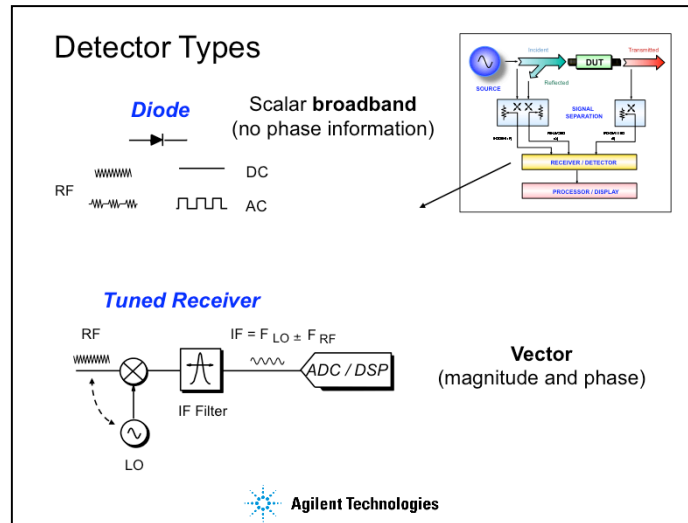 Detector Types
Diode
Scalar broadband
(no phase information)
RF
DC
AC
Incident
Transmitted
DUT
SOURCE
Reflected
SIGNAL
SEPARATION
RECEIVER / DETECTOR
PROCESSOR / DISPLAY
Tuned Receiver
RF
IF = F LO ± F RF
ADC / DSP
Vector
(magnitude and phase)
IF Filter
LO
Agilent Technologies